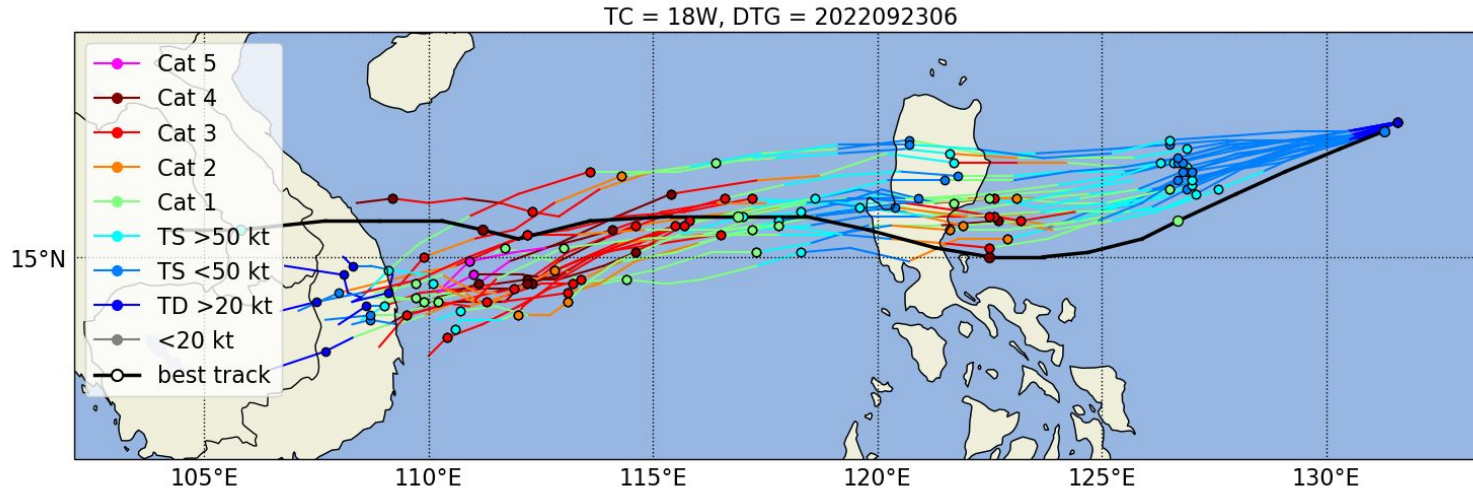 TC = 18W, DTG = 2022092306
Cat 5
Cat 4
Cat 3
Cat 2
Cat 1
TS >50 kt
TS <50 kt
TD >20 kt
<20 kt
best track
15°N
105°E 110°E 115°E 120°E 125°E 130°E